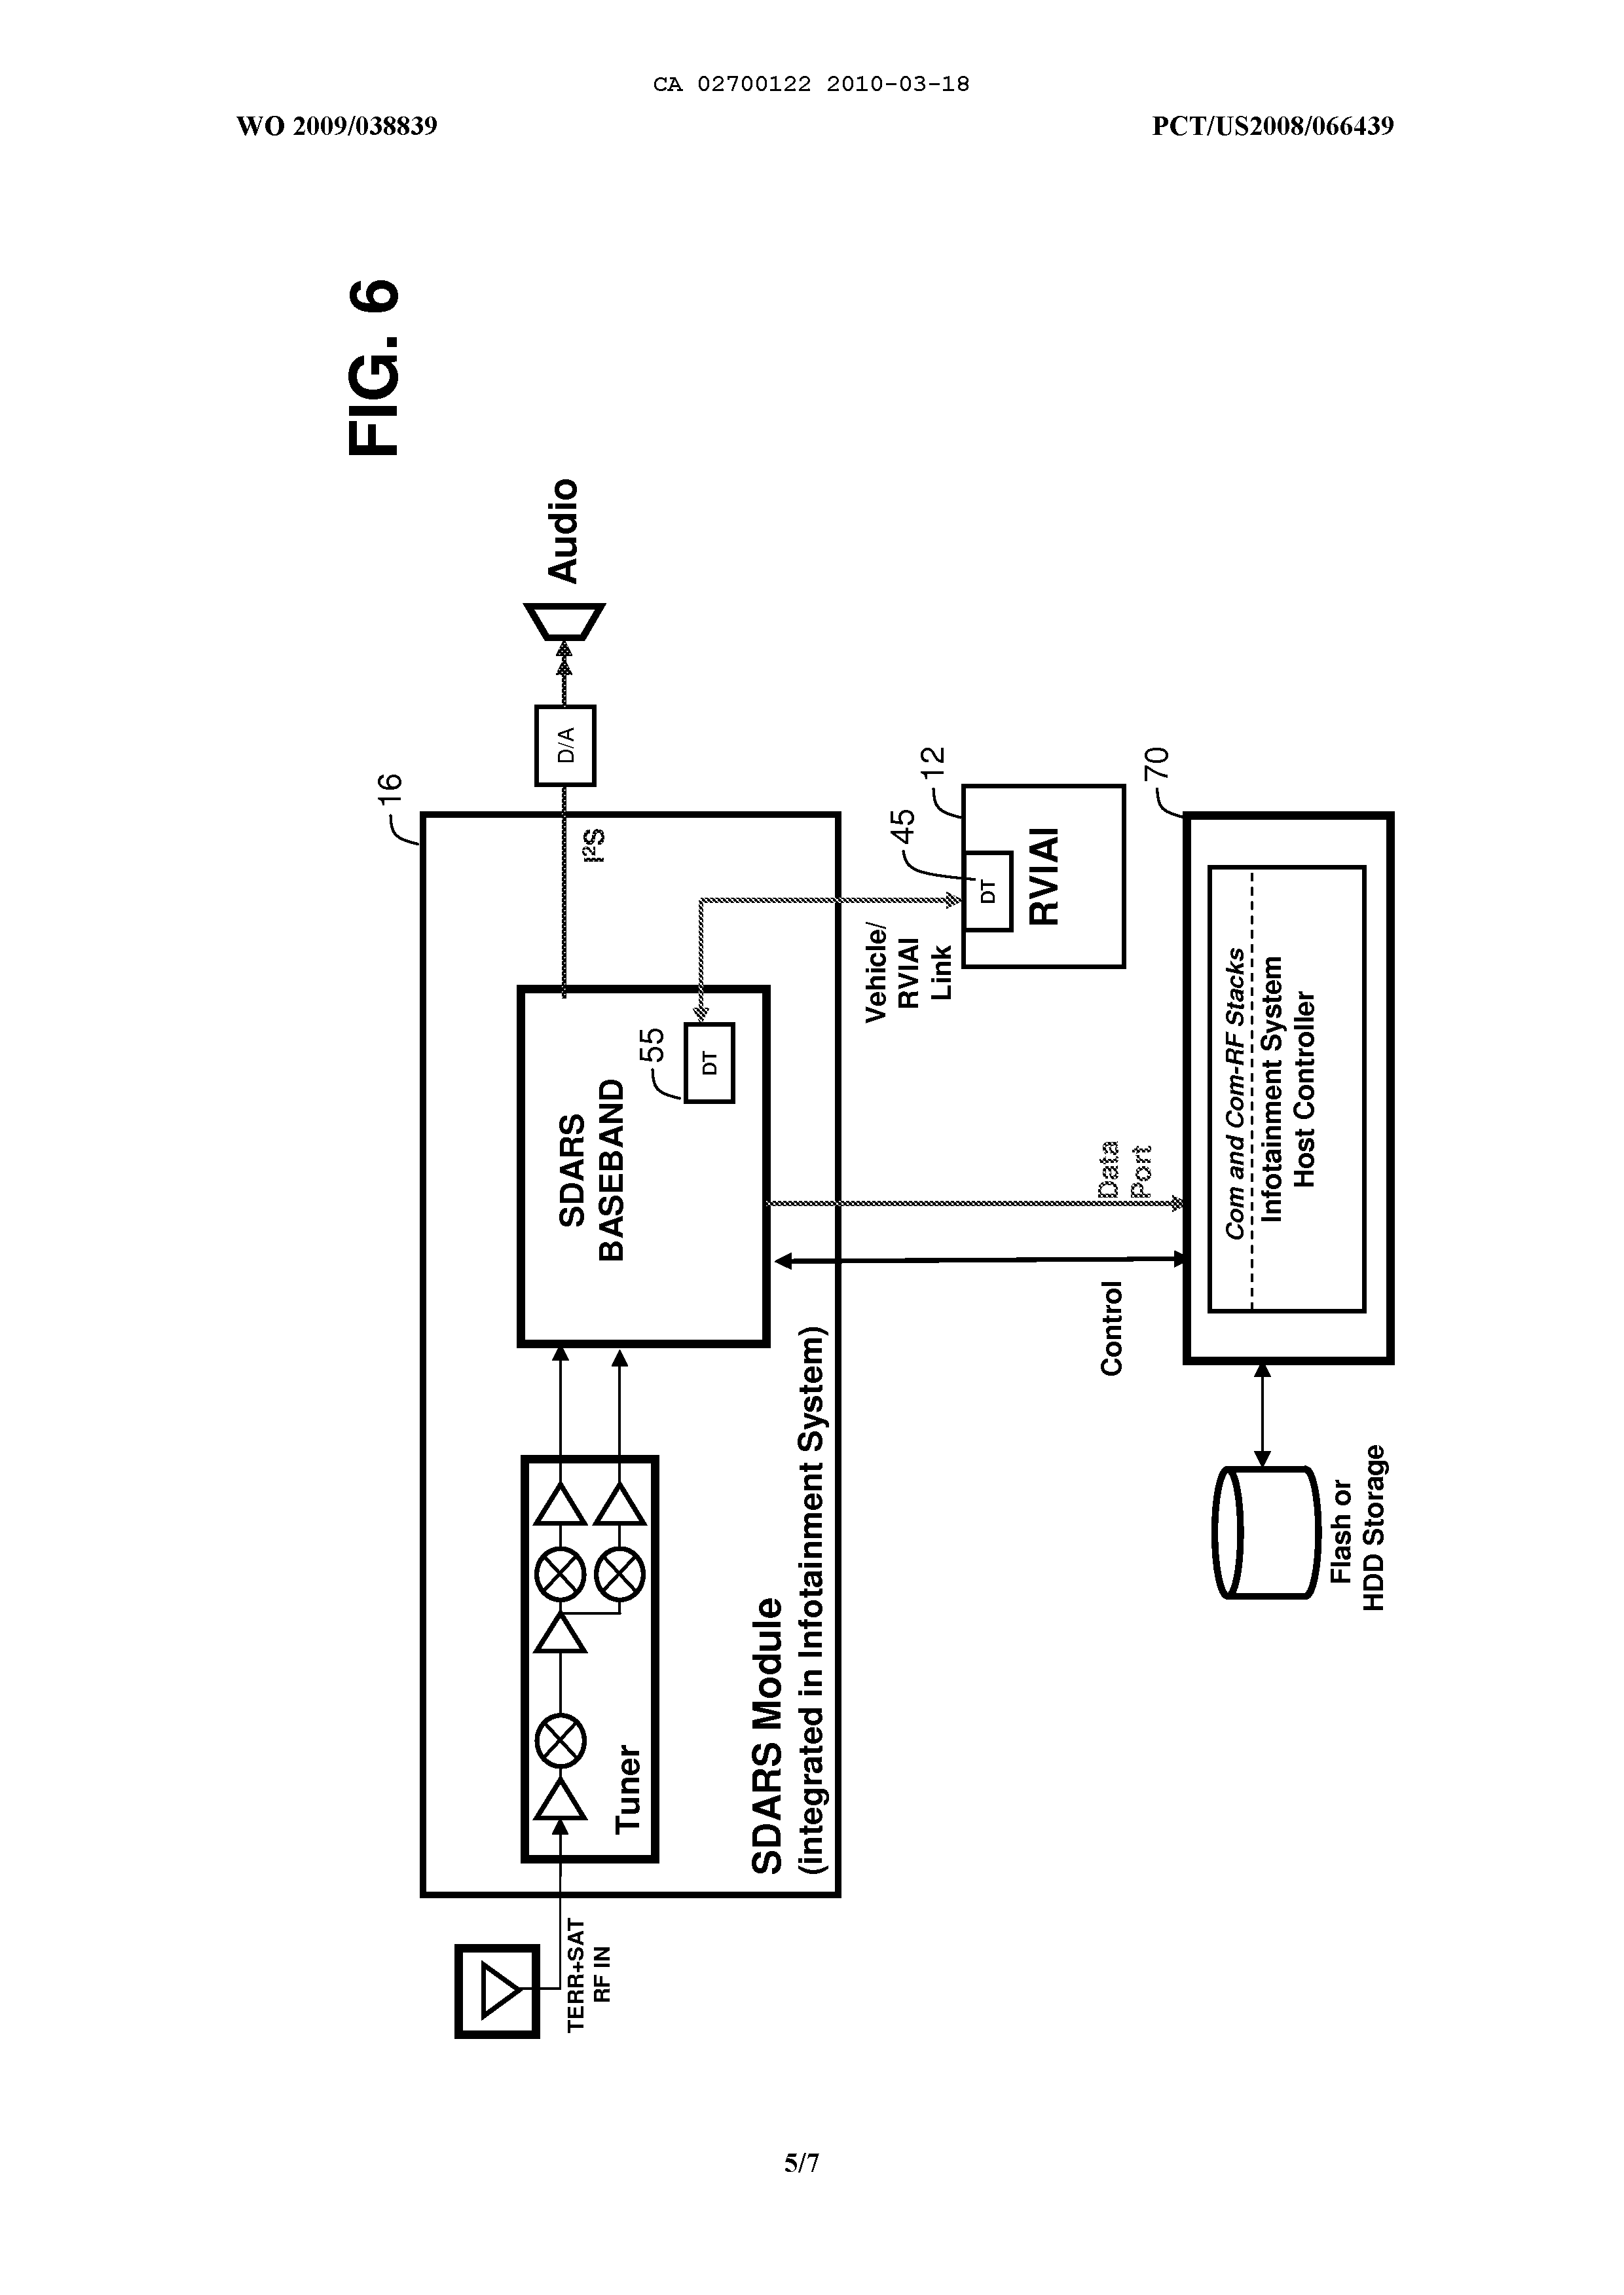 CA 02700122 2010-03-18
WO 2009/038839
PCT/US2008/066439
FIG. 6
TERR+SAT
RF IN
Tuner
SDARS Module
(integrated in Infotainment System)
SDARS
BASEBAND
55
DT
16
I²S
D/A
Audio
Vehicle/
RVIAI
Link
45
12
DT
RVIAI
Data
Port
Control
70
Com and Com-RF Stacks
Infotainment System
Host Controller
Flash or
HDD Storage
5/7